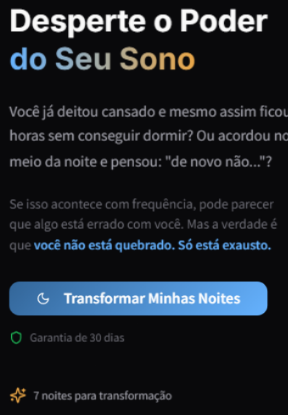 Desperte o Poder
do Seu Sono
Você já deitou cansado e mesmo assim ficou
horas sem conseguir dormir? Ou acordou no
meio da noite e pensou: "de novo não..."?
Se isso acontece com frequência, pode parecer
que algo está errado com você. Mas a verdade é
que você não está quebrado. Só está exausto.
Transformar Minhas Noites
Garantia de 30 dias
7 noites para transformação